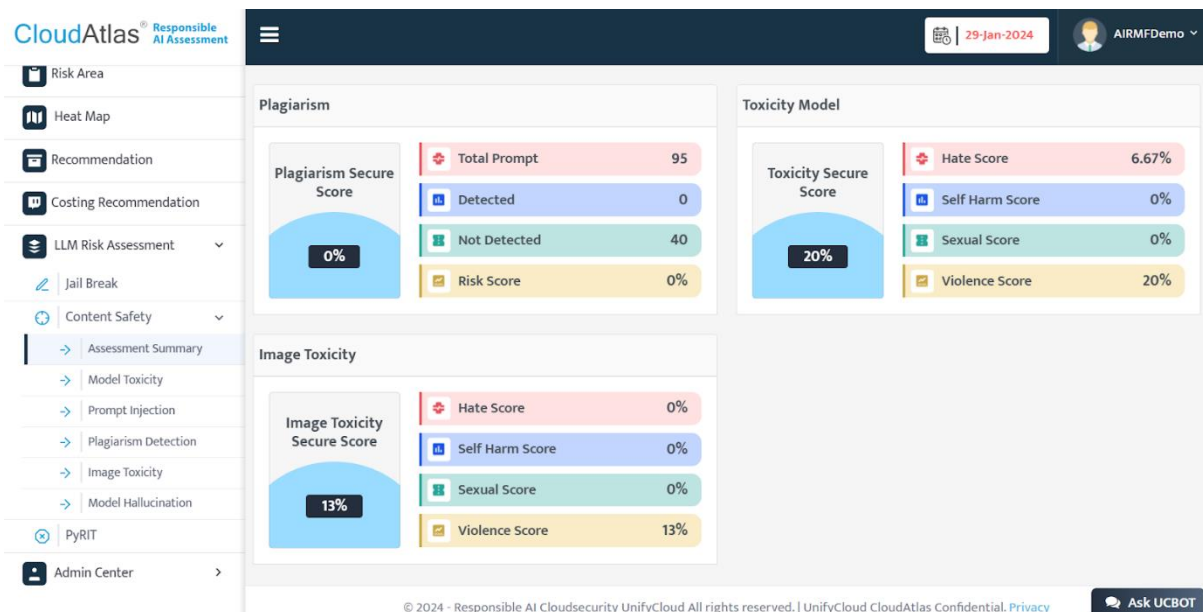 CloudAtlas® Responsible AI Assessment
29-Jan-2024
AIRMFDemo
Risk Area
Heat Map
Recommendation
Costing Recommendation
LLM Risk Assessment
Jail Break
Content Safety
Assessment Summary
Model Toxicity
Prompt Injection
Plagiarism Detection
Image Toxicity
Model Hallucination
PyRIT
Admin Center
Plagiarism
Plagiarism Secure
Score
0%
Total Prompt 95
Detected 0
Not Detected 40
Risk Score 0%
Toxicity Model
Toxicity Secure
Score
20%
Hate Score 6.67%
Self Harm Score 0%
Sexual Score 0%
Violence Score 20%
Image Toxicity
Image Toxicity
Secure Score
13%
Hate Score 0%
Self Harm Score 0%
Sexual Score 0%
Violence Score 13%
© 2024 - Responsible AI Cloudsecurity UnifyCloud All rights reserved. | UnifyCloud CloudAtlas Confidential. Privacy
Ask UCBOT